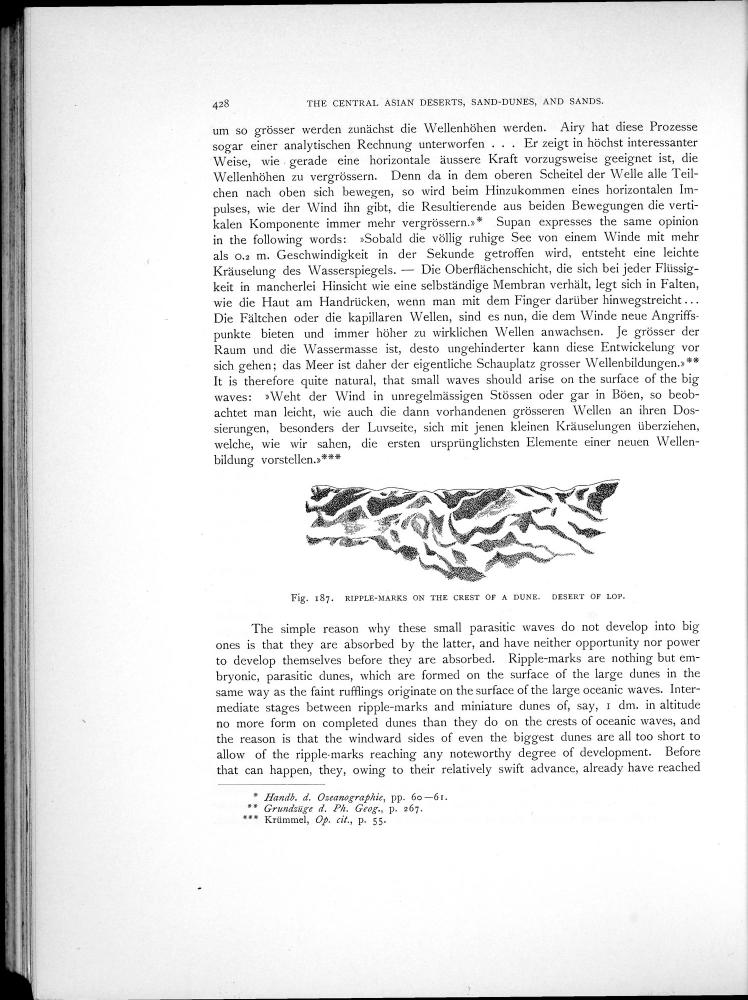 428 THE CENTRAL ASIAN DESERTS, SAND-DUNES, AND SANDS.
um so grösser werden zunächst die Wellenhöhen werden. Airy hat diese Prozesse
sogar einer analytischen Rechnung unterworfen . . . Er zeigt in höchst interessanter
Weise, wie gerade eine horizontale äussere Kraft vorzugsweise geeignet ist, die
Wellenhöhen zu vergrössern. Denn da in dem oberen Scheitel der Welle alle Teil-
chen nach oben sich bewegen, so wird beim Hinzukommen eines horizontalen Im-
pulses, wie der Wind ihn gibt, die Resultierende aus beiden Bewegungen die verti-
kalen Komponente immer mehr vergrössern.»* Supan expresses the same opinion
in the following words: »Sobald die völlig ruhige See von einem Winde mit mehr
als 0.2 m. Geschwindigkeit in der Sekunde getroffen wird, entsteht eine leichte
Kräuselung des Wasserspiegels. — Die Oberflächenschicht, die sich bei jeder Flüssig-
keit in mancherlei Hinsicht wie eine selbständige Membran verhält, legt sich in Falten,
wie die Haut am Handrücken, wenn man mit dem Finger darüber hinwegstreicht ...
Die Fältchen oder die kapillaren Wellen, sind es nun, die dem Winde neue Angriffs-
punkte bieten und immer höher zu wirklichen Wellen anwachsen. Je grösser der
Raum und die Wassermasse ist, desto ungehinderter kann diese Entwickelung vor
sich gehen; das Meer ist daher der eigentliche Schauplatz grosser Wellenbildungen.»**
It is therefore quite natural, that small waves should arise on the surface of the big
waves: »Weht der Wind in unregelmässigen Stössen oder gar in Böen, so beob-
achtet man leicht, wie auch die dann vorhandenen grösseren Wellen an ihren Dos-
sierungen, besonders der Luvseite, sich mit jenen kleinen Kräuselungen überziehen,
welche, wie wir sahen, die ersten ursprünglichsten Elemente einer neuen Wellen-
bildung vorstellen.»***
Fig. 187. RIPPLE-MARKS ON THE CREST OF A DUNE. DESERT OF LOP.
The simple reason why these small parasitic waves do not develop into big
ones is that they are absorbed by the latter, and have neither opportunity nor power
to develop themselves before they are absorbed. Ripple-marks are nothing but em-
bryonic, parasitic dunes, which are formed on the surface of the large dunes in the
same way as the faint rufflings originate on the surface of the large oceanic waves. Inter-
mediate stages between ripple-marks and miniature dunes of, say, 1 dm. in altitude
no more form on completed dunes than they do on the crests of oceanic waves, and
the reason is that the windward sides of even the biggest dunes are all too short to
allow of the ripple-marks reaching any noteworthy degree of development. Before
that can happen, they, owing to their relatively swift advance, already have reached
* Handb. d. Ozeanographie, pp. 60—61.
** Grundzüge d. Ph. Geog., p. 267.
*** Krümmel, Op. cit., p. 55.